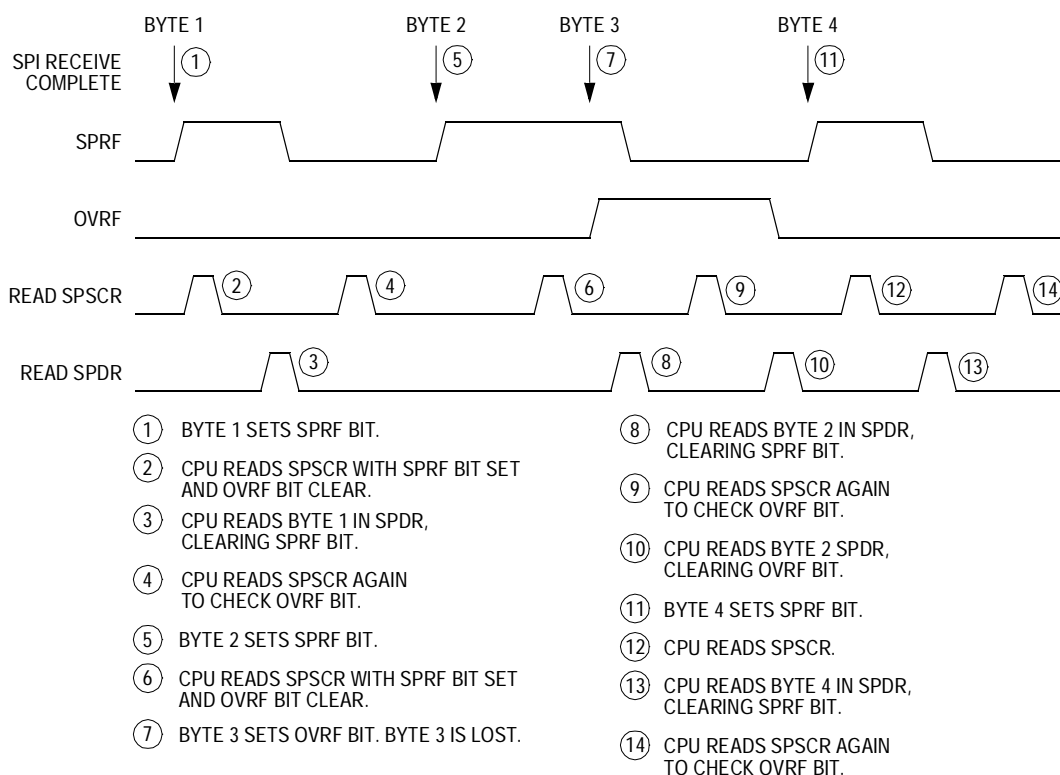 BYTE 1 BYTE 2 BYTE 3 BYTE 4
SPI RECEIVE
COMPLETE
1 5 7 11
SPRF
OVRF
READ SPSCR
2 4 6 9 12 14
READ SPDR
3 8 10 13
1 BYTE 1 SETS SPRF BIT.
2 CPU READS SPSCR WITH SPRF BIT SET
AND OVRF BIT CLEAR.
3 CPU READS BYTE 1 IN SPDR,
CLEARING SPRF BIT.
4 CPU READS SPSCR AGAIN
TO CHECK OVRF BIT.
5 BYTE 2 SETS SPRF BIT.
6 CPU READS SPSCR WITH SPRF BIT SET
AND OVRF BIT CLEAR.
7 BYTE 3 SETS OVRF BIT. BYTE 3 IS LOST.
8 CPU READS BYTE 2 IN SPDR,
CLEARING SPRF BIT.
9 CPU READS SPSCR AGAIN
TO CHECK OVRF BIT.
10 CPU READS BYTE 2 SPDR,
CLEARING OVRF BIT.
11 BYTE 4 SETS SPRF BIT.
12 CPU READS SPSCR.
13 CPU READS BYTE 4 IN SPDR,
CLEARING SPRF BIT.
14 CPU READS SPSCR AGAIN
TO CHECK OVRF BIT.